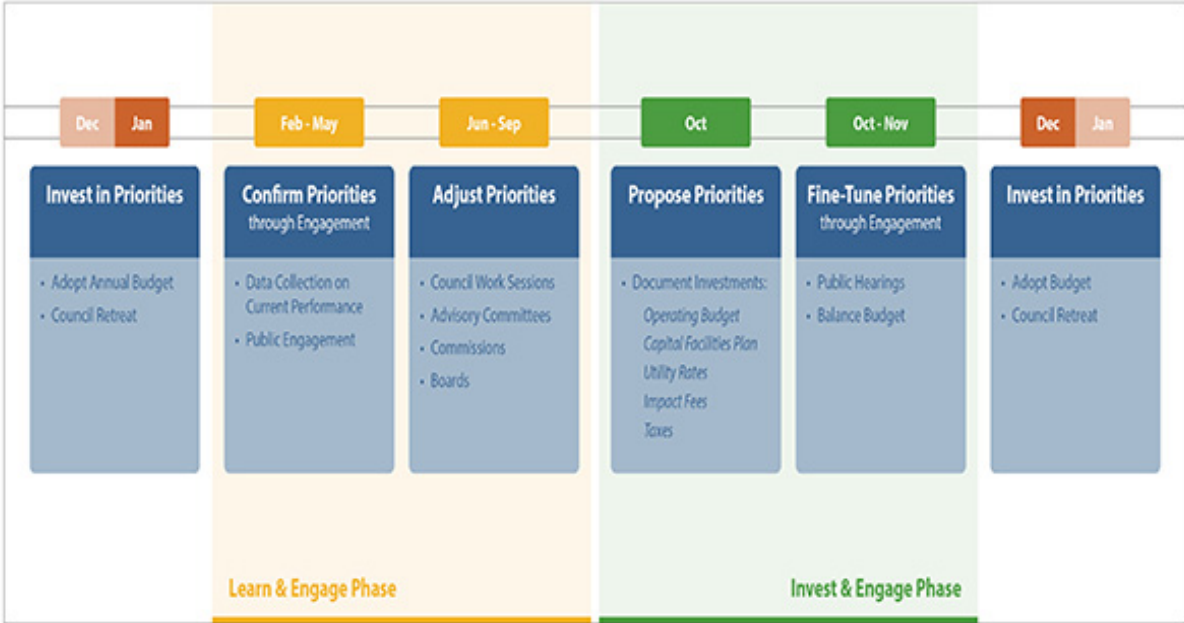 Dec Jan
Feb - May
Jun - Sep
Oct
Oct - Nov
Dec Jan
Invest in Priorities
• Adopt Annual Budget
• Council Retreat
Confirm Priorities
through Engagement
• Data Collection on
Current Performance
• Public Engagement
Adjust Priorities
• Council Work Sessions
• Advisory Committees
• Commissions
• Boards
Propose Priorities
• Document Investments:
Operating Budget
Capital Facilities Plan
Utility Rates
Impact Fees
Taxes
Fine-Tune Priorities
through Engagement
• Public Hearings
• Balance Budget
Invest in Priorities
• Adopt Budget
• Council Retreat
Learn & Engage Phase
Invest & Engage Phase